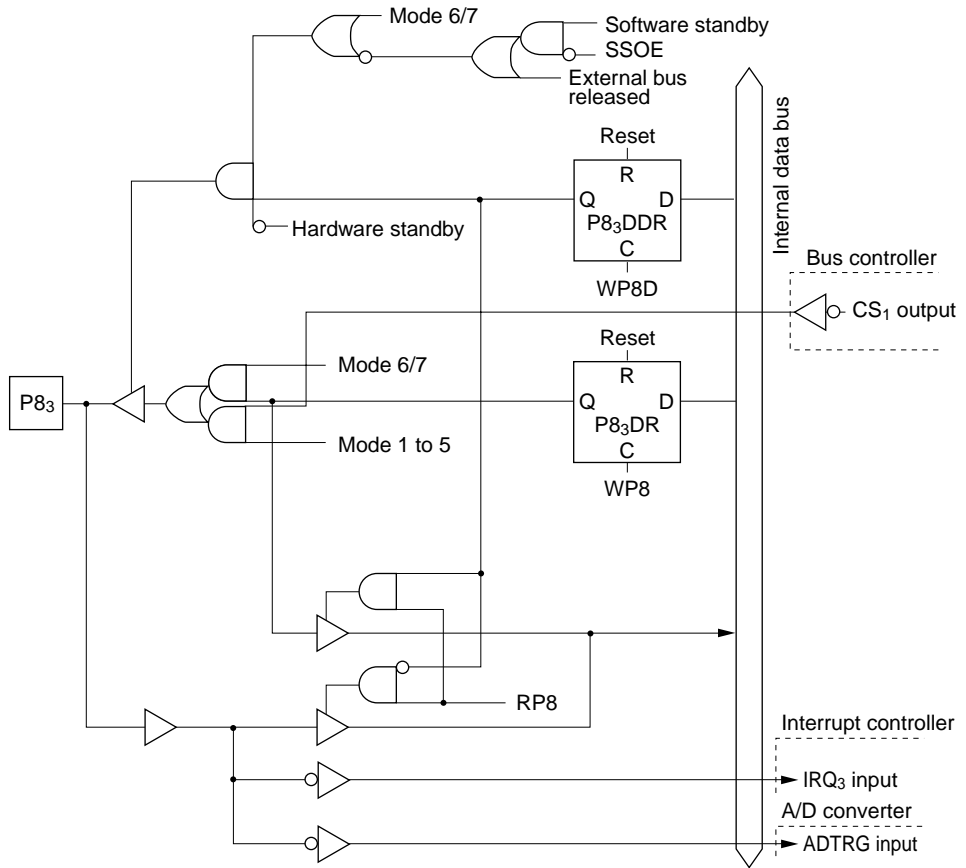 Mode 6/7
Software standby
SSOE
External bus
released
Internal data bus
Reset
R
Q D
P8₃DDR
C
WP8D
Hardware standby
Bus controller
CS₁ output
Reset
R
Q D
P8₃DR
C
WP8
Mode 6/7
P8₃
Mode 1 to 5
RP8
Interrupt controller
IRQ₃ input
A/D converter
ADTRG input